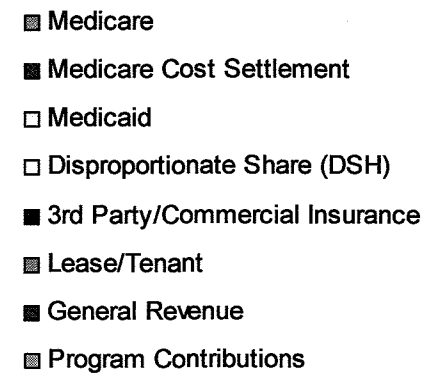 Medicare
Medicare Cost Settlement
Medicaid
Disproportionate Share (DSH)
3rd Party/Commercial Insurance
Lease/Tenant
General Revenue
Program Contributions